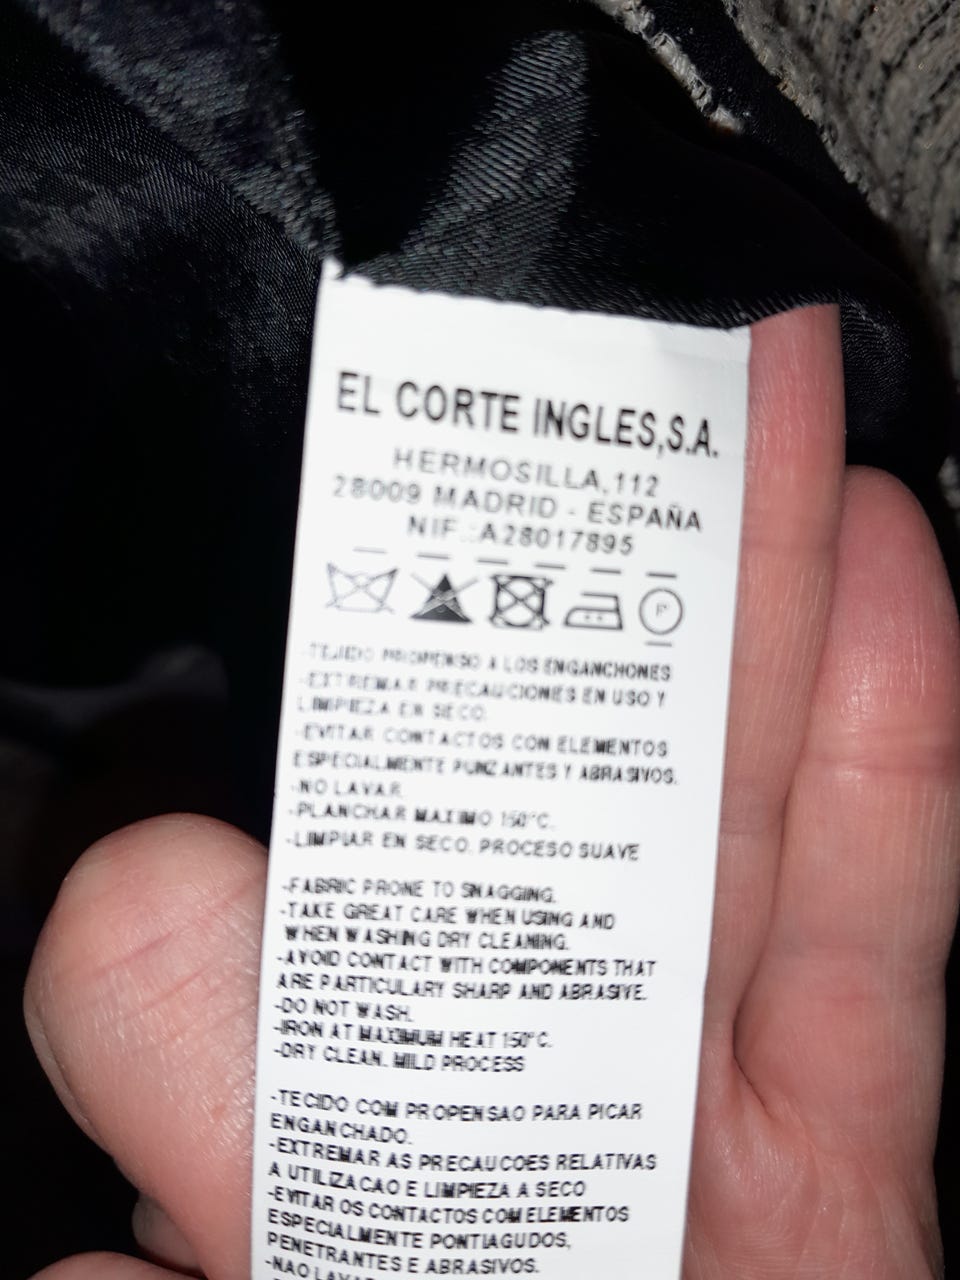 EL CORTE INGLES,S.A.
HERMOSILLA,112
28009 MADRID - ESPAÑA
NIF.:A28017895
P
-TEJIDO PROPENSO A LOS ENGANCHONES
-EXTREMAR PRECAUCIONES EN USO Y
LIMPIEZA EN SECO.
-EVITAR CONTACTOS CON ELEMENTOS
ESPECIALMENTE PUNZANTES Y ABRASIVOS.
-NO LAVAR.
-PLANCHAR MAXIMO 150°C.
-LIMPIAR EN SECO. PROCESO SUAVE
-FABRIC PRONE TO SNAGGING.
-TAKE GREAT CARE WHEN USING AND
WHEN WASHING DRY CLEANING.
-AVOID CONTACT WITH COMPONENTS THAT
ARE PARTICULARY SHARP AND ABRASIVE.
-DO NOT WASH.
-IRON AT MAXIMUM HEAT 150°C.
-DRY CLEAN. MILD PROCESS
-TECIDO COM PROPENSAO PARA PICAR
ENGANCHADO.
-EXTREMAR AS PRECAUCOES RELATIVAS
A UTILIZACAO E LIMPIEZA A SECO
-EVITAR OS CONTACTOS COM ELEMENTOS
ESPECIALMENTE PONTIAGUDOS,
PENETRANTES E ABRASIVOS.
-NAO LAVAR